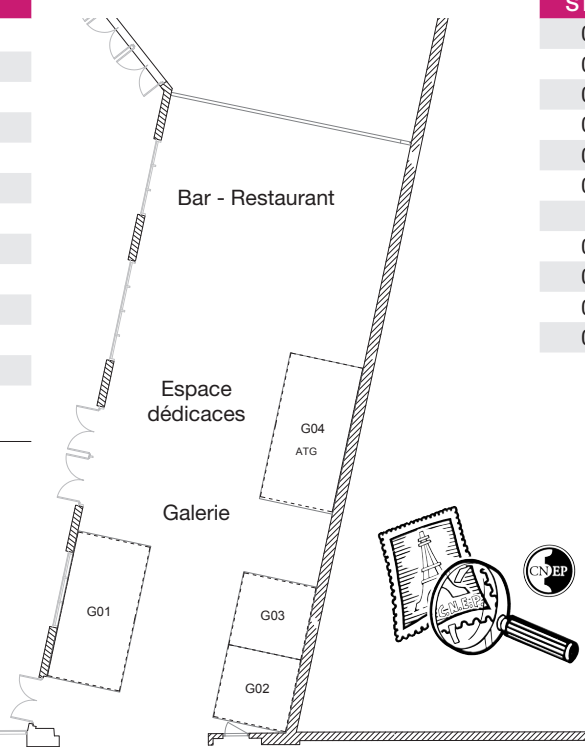 Bar - Restaurant
Espace
dédicaces
G04
ATG
Galerie
G01
G03
G02
C.N.E.P.
CNEP